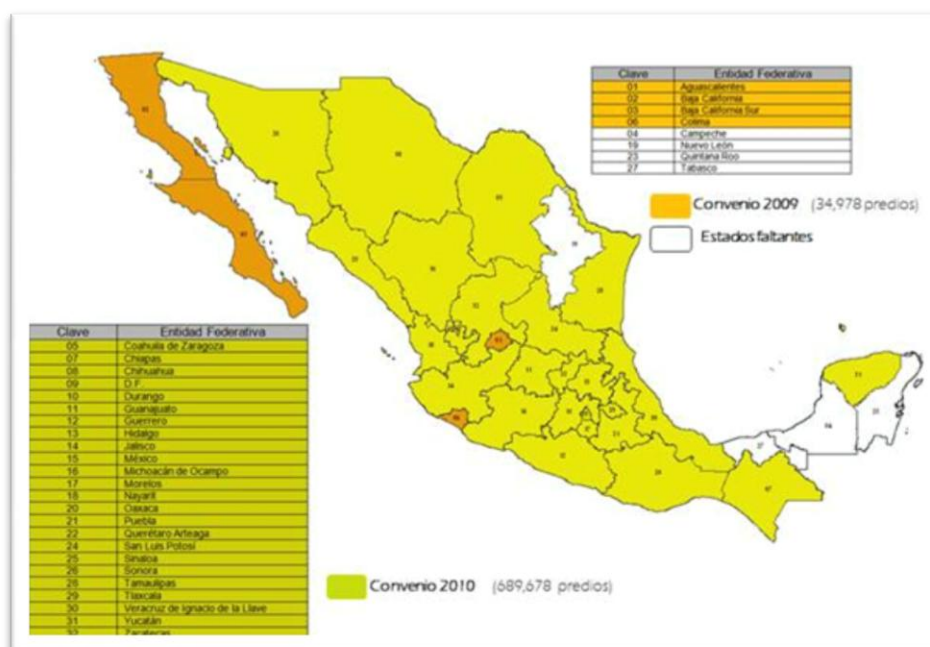 Clave Entidad Federativa
01 Aguascalientes
02 Baja California
03 Baja California Sur
06 Colima
04 Campeche
19 Nuevo León
23 Quintana Roo
27 Tabasco
Convenio 2009 (34,978 predios)
Estados faltantes
Clave Entidad Federativa
05 Coahuila de Zaragoza
07 Chiapas
08 Chihuahua
09 D.F.
10 Durango
11 Guanajuato
12 Guerrero
13 Hidalgo
14 Jalisco
15 México
16 Michoacán de Ocampo
17 Morelos
18 Nayarit
20 Oaxaca
21 Puebla
22 Querétaro Arteaga
24 San Luis Potosí
25 Sinaloa
26 Sonora
28 Tamaulipas
29 Tlaxcala
30 Veracruz de Ignacio de la Llave
31 Yucatán
32 Zacatecas
Convenio 2010 (689,678 predios)